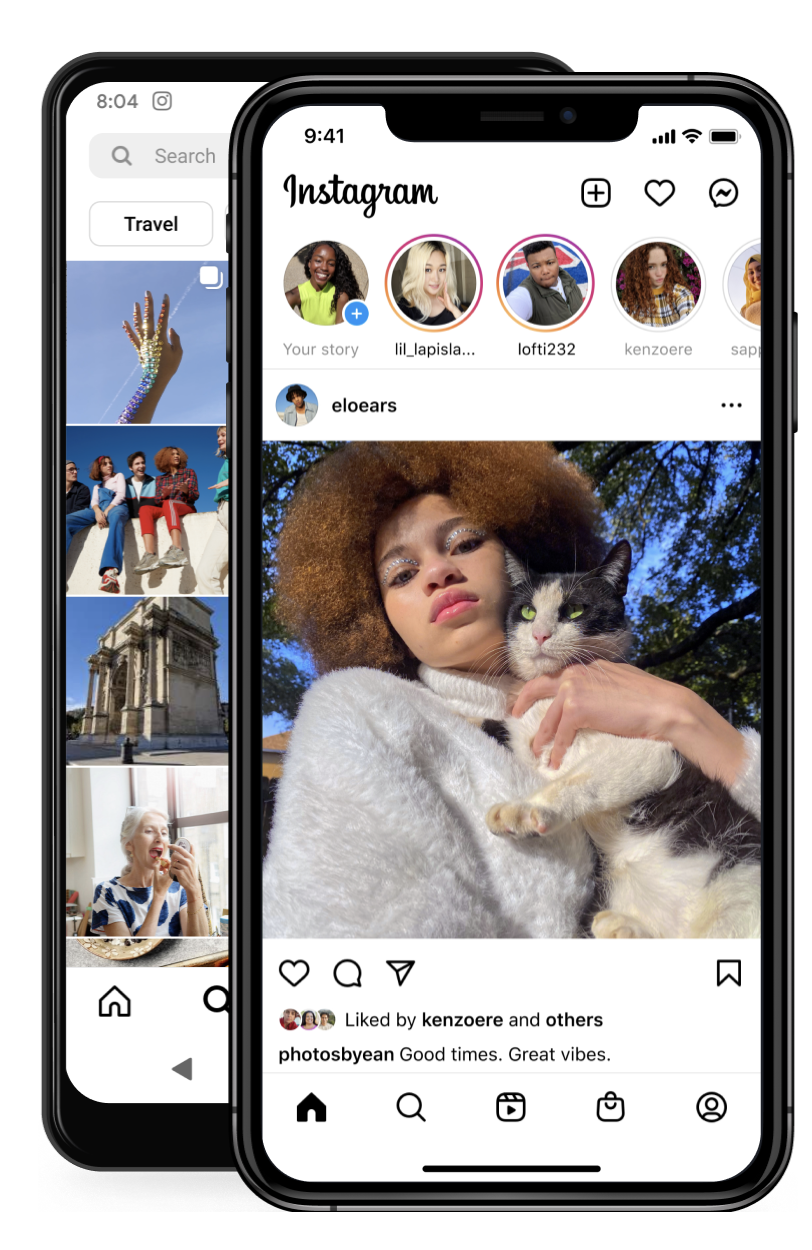 8:04
Search
Travel
9:41
Instagram
Your story
lil_lapisla...
lofti232
kenzoere
sapp
eloears
Liked by kenzoere and others
photosbyean Good times. Great vibes.